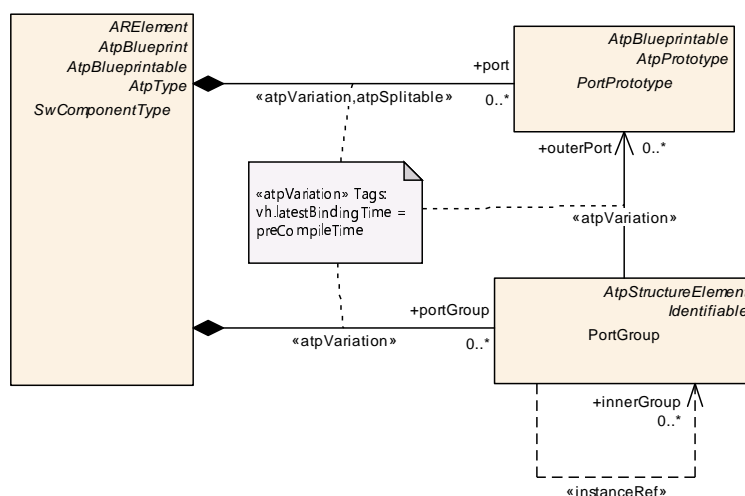 ARElement
AtpBlueprint
AtpBlueprintable
AtpType
SwComponentType
AtpBlueprintable
AtpPrototype
PortPrototype
+port
«atpVariation,atpSplitable»
0..*
+outerPort
0..*
«atpVariation» Tags:
vh.latestBindingTime =
preCompileTime
«atpVariation»
AtpStructureElement
Identifiable
PortGroup
+portGroup
«atpVariation»
0..*
+innerGroup
0..*
«instanceRef»